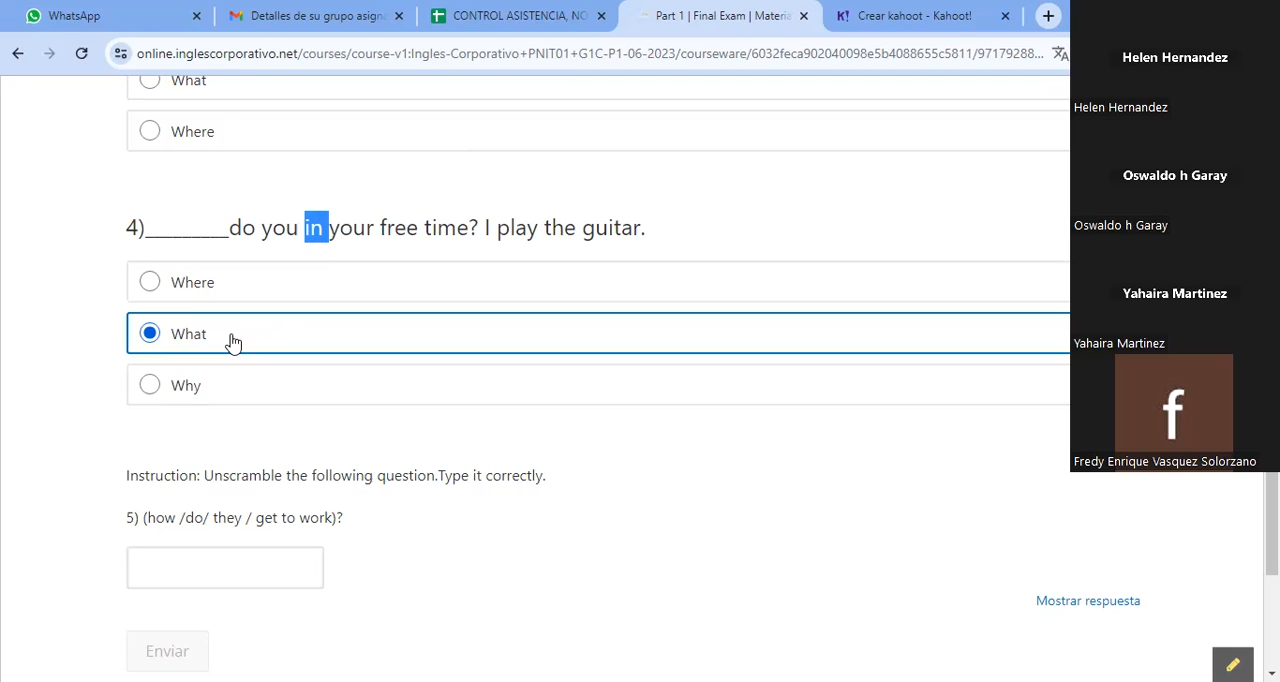 WhatsApp
Detalles de su grupo asigna
CONTROL ASISTENCIA, NO
Part 1 | Final Exam | Materia
K! Crear kahoot - Kahoot!
online.inglescorporativo.net/courses/course-v1:Ingles-Corporativo+PNIT01+G1C-P1-06-2023/courseware/6032feca902040098e5b4088655c5811/97179288...
What
Where
4)_________do you in your free time? I play the guitar.
Where
What
Why
Instruction: Unscramble the following question.Type it correctly.
5) (how /do/ they / get to work)?
Mostrar respuesta
Enviar
Helen Hernandez
Helen Hernandez
Oswaldo h Garay
Oswaldo h Garay
Yahaira Martinez
Yahaira Martinez
f
Fredy Enrique Vasquez Solorzano